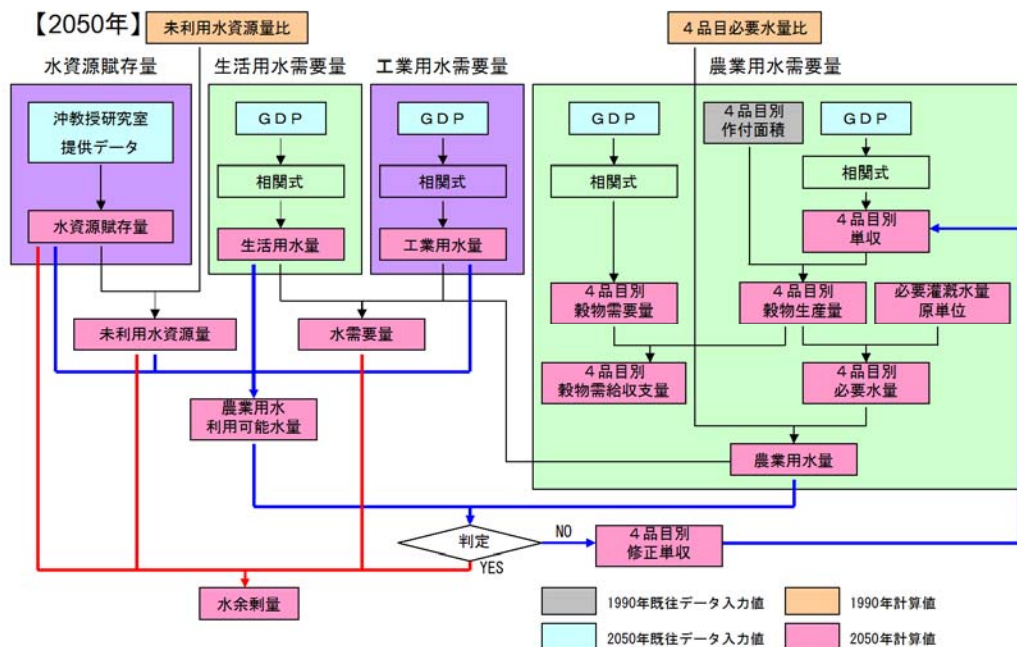 【2050年】
未利用水資源量比
４品目必要水量比
水資源賦存量
生活用水需要量
工業用水需要量
農業用水需要量
沖教授研究室
提供データ
ＧＤＰ
ＧＤＰ
ＧＤＰ
４品目別
作付面積
ＧＤＰ
相関式
相関式
相関式
相関式
水資源賦存量
生活用水量
工業用水量
４品目別
単収
４品目別
穀物需要量
４品目別
穀物生産量
必要灌漑水量
原単位
未利用水資源量
水需要量
４品目別
穀物需給収支量
４品目別
必要水量
農業用水
利用可能水量
農業用水量
判定
NO
YES
４品目別
修正単収
水余剰量
1990年既往データ入力値
1990年計算値
2050年既往データ入力値
2050年計算値